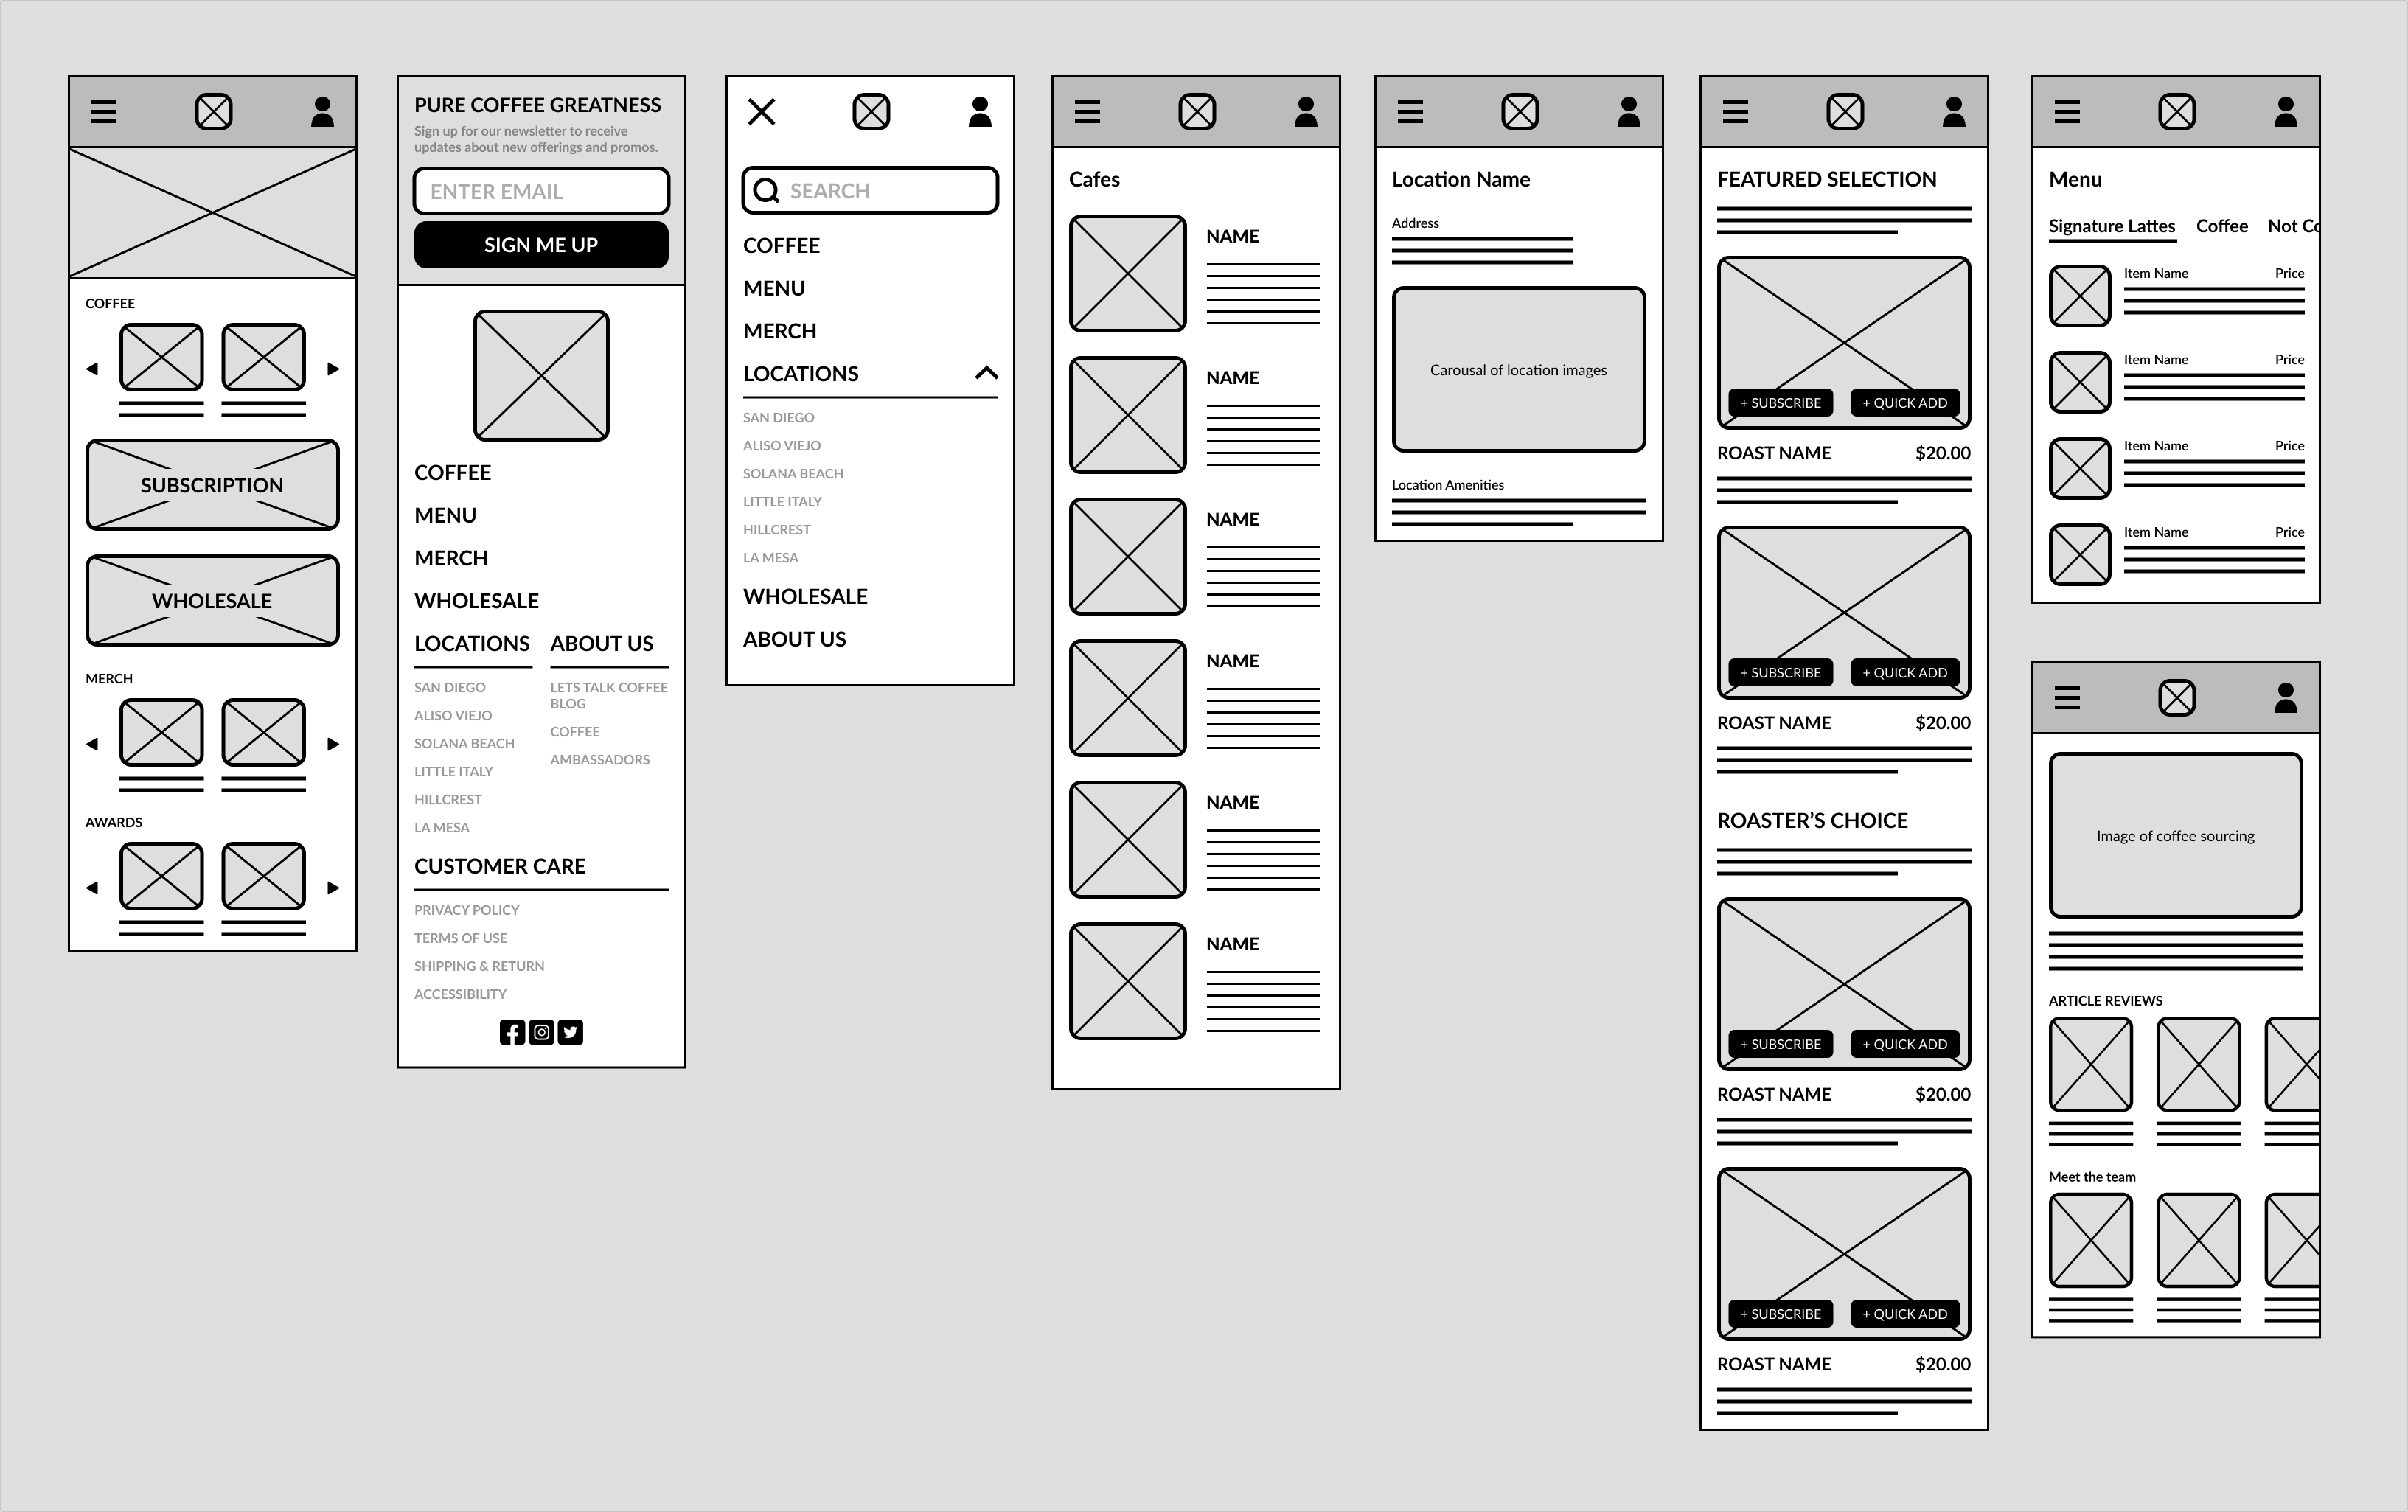 COFFEE
SUBSCRIPTION
WHOLESALE
MERCH
AWARDS
PURE COFFEE GREATNESS
Sign up for our newsletter to receive
updates about new offerings and promos.
ENTER EMAIL
SIGN ME UP
COFFEE
MENU
MERCH
WHOLESALE
LOCATIONS
SAN DIEGO
ALISO VIEJO
SOLANA BEACH
LITTLE ITALY
HILLCREST
LA MESA
ABOUT US
LETS TALK COFFEE
BLOG
COFFEE
AMBASSADORS
CUSTOMER CARE
PRIVACY POLICY
TERMS OF USE
SHIPPING & RETURN
ACCESSIBILITY
SEARCH
COFFEE
MENU
MERCH
LOCATIONS
SAN DIEGO
ALISO VIEJO
SOLANA BEACH
LITTLE ITALY
HILLCREST
LA MESA
WHOLESALE
ABOUT US
Cafes
NAME
NAME
NAME
NAME
NAME
NAME
Location Name
Address
Carousal of location images
Location Amenities
FEATURED SELECTION
+ SUBSCRIBE + QUICK ADD
ROAST NAME $20.00
+ SUBSCRIBE + QUICK ADD
ROAST NAME $20.00
ROASTER’S CHOICE
+ SUBSCRIBE + QUICK ADD
ROAST NAME $20.00
+ SUBSCRIBE + QUICK ADD
ROAST NAME $20.00
Menu
Signature Lattes Coffee Not Co
Item Name Price
Item Name Price
Item Name Price
Item Name Price
Image of coffee sourcing
ARTICLE REVIEWS
Meet the team